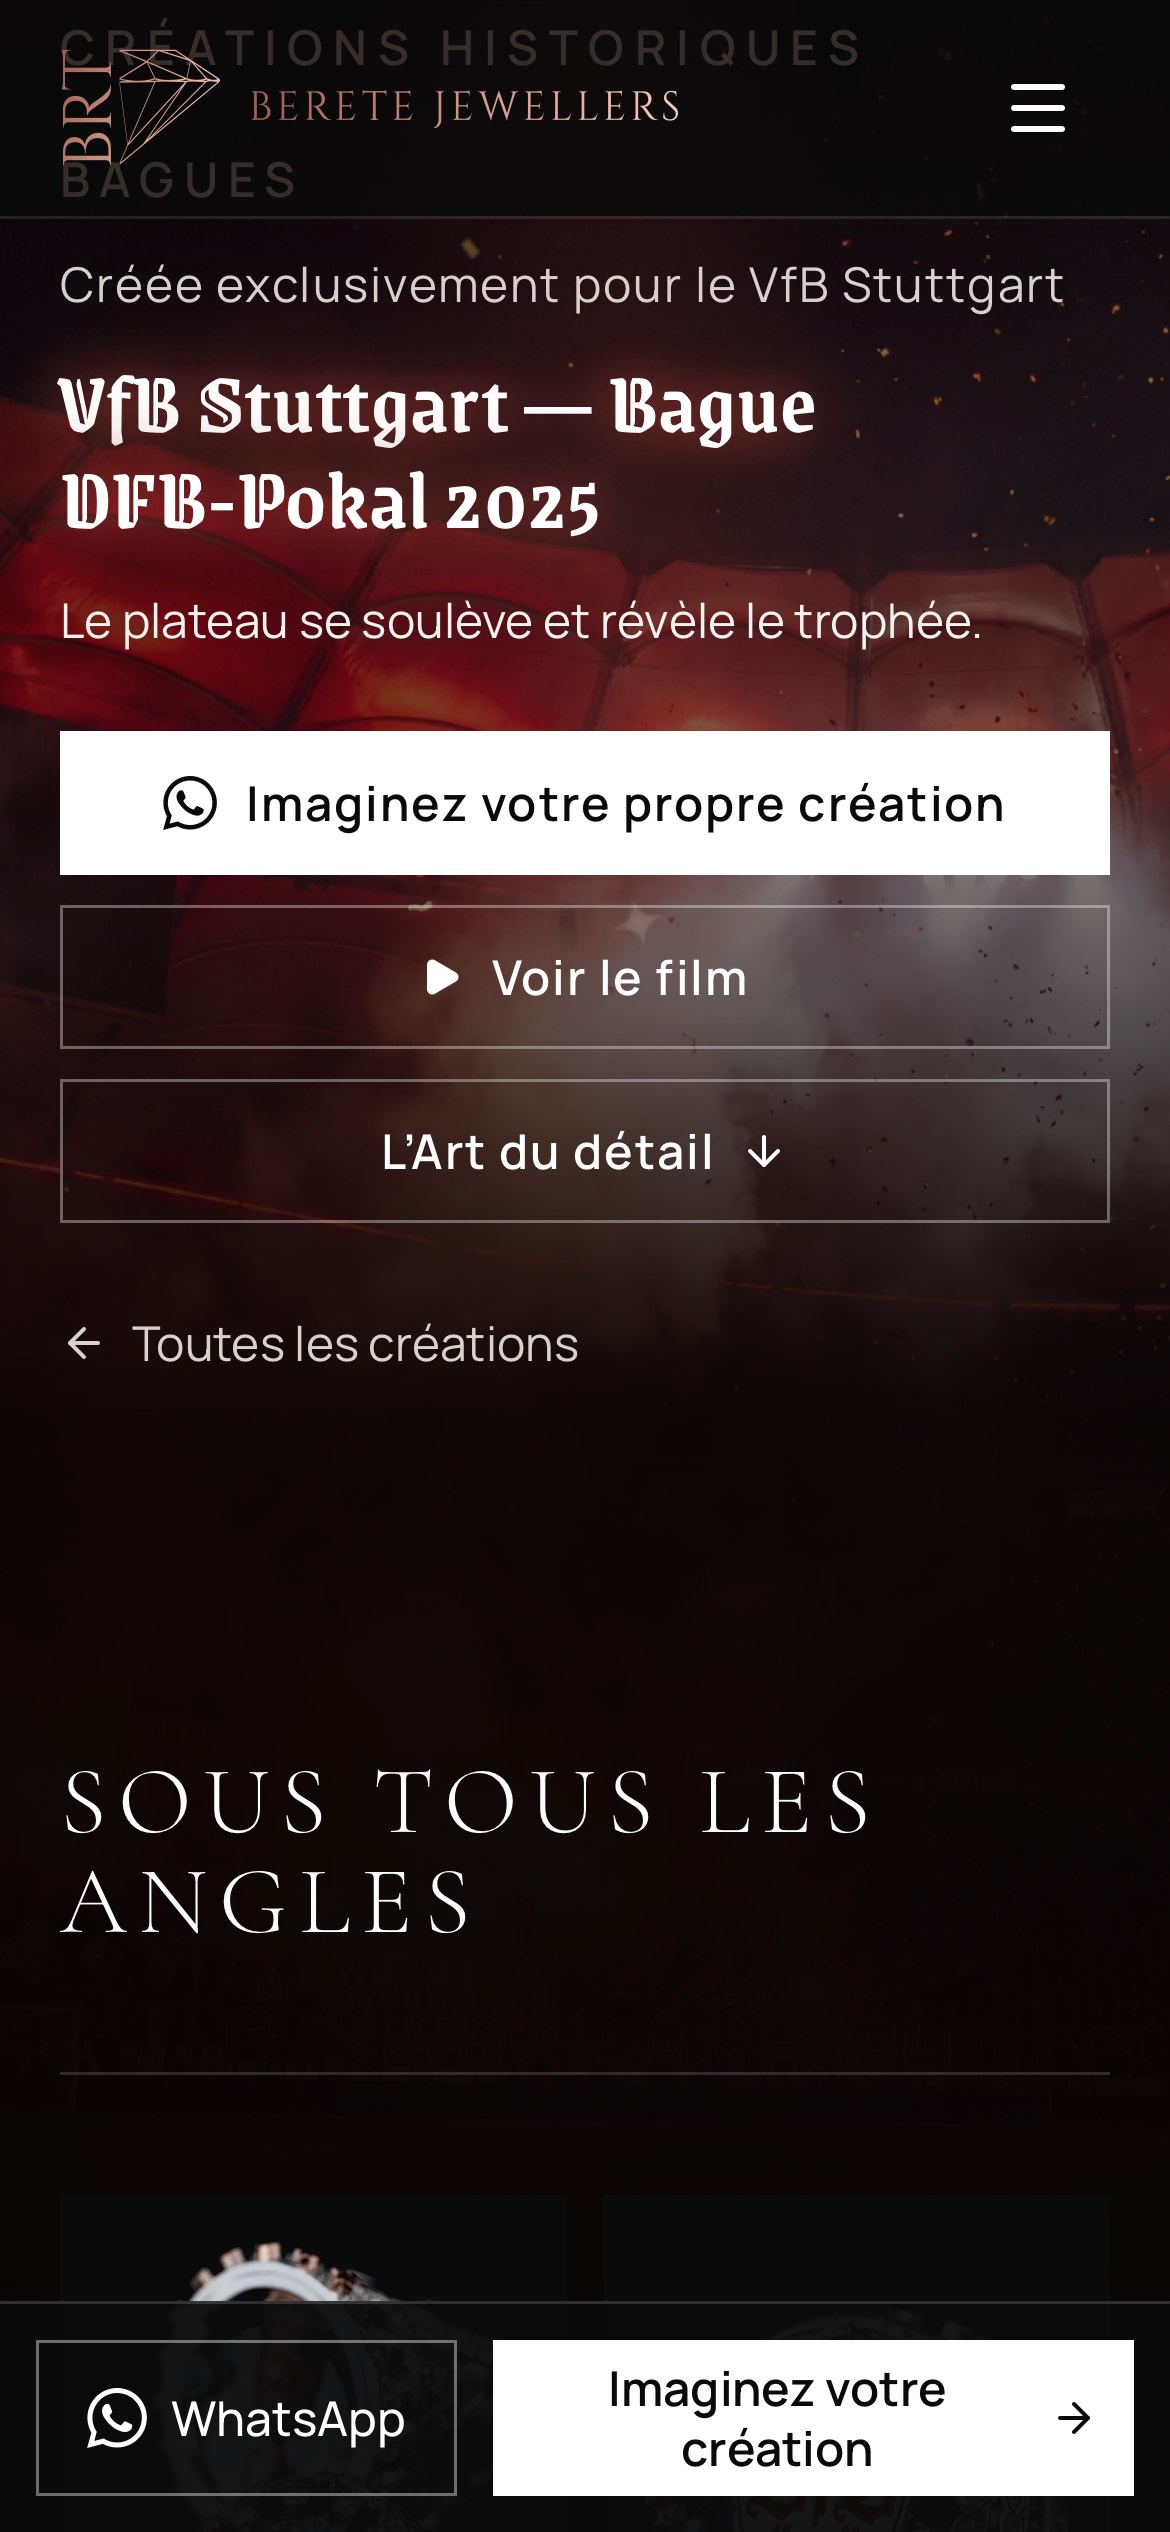 CRÉATIONS HISTORIQUES
BRT
BERETE JEWELLERS
BAGUES
Créée exclusivement pour le VfB Stuttgart
VfB Stuttgart — Bague
DFB-Pokal 2025
Le plateau se soulève et révèle le trophée.
Imaginez votre propre création
Voir le film
L’Art du détail ↓
← Toutes les créations
SOUS TOUS LES
ANGLES
WhatsApp
Imaginez votre
création →